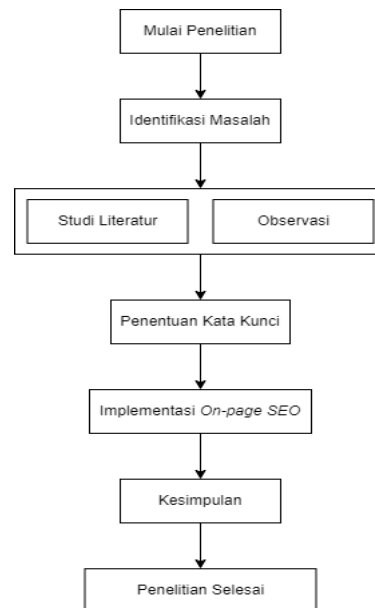 Mulai Penelitian
Identifikasi Masalah
Studi Literatur
Observasi
Penentuan Kata Kunci
Implementasi On-page SEO
Kesimpulan
Penelitian Selesai